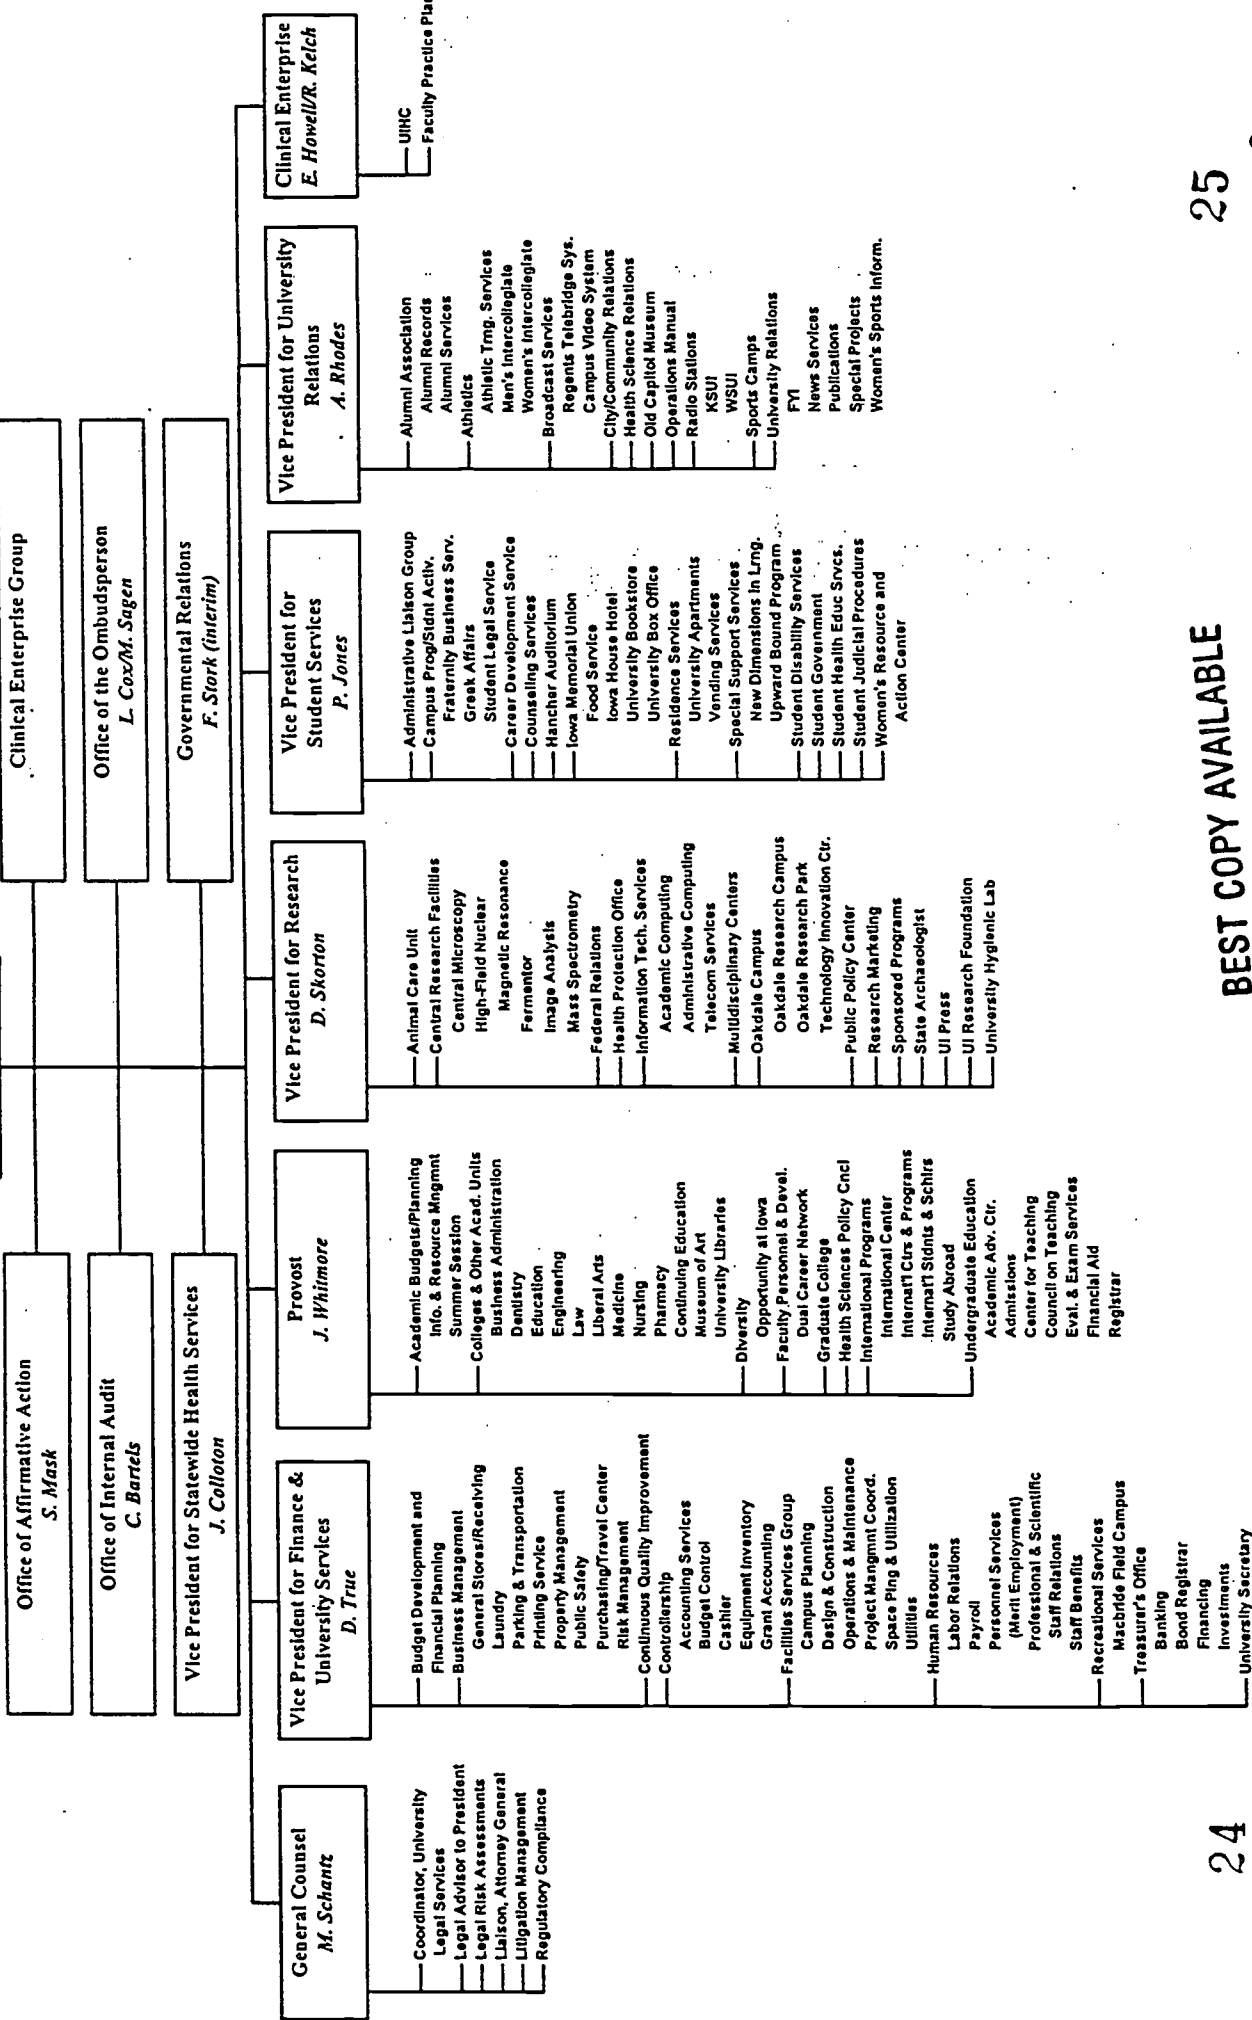 Office of Affirmative Action
S. Mask
Clinical Enterprise Group
Office of Internal Audit
C. Bartels
Office of the Ombudsperson
L. Cox/M. Sagen
Vice President for Statewide Health Services
J. Colloton
Governmental Relations
F. Stork (interim)
General Counsel
M. Schantz
Coordinator, University
Legal Services
Legal Advisor to President
Legal Risk Assessments
Liaison, Attorney General
Litigation Management
Regulatory Compliance
Vice President for Finance &
University Services
D. True
Budget Development and
Financial Planning
Business Management
General Stores/Receiving
Laundry
Parking & Transportation
Printing Service
Property Management
Public Safety
Purchasing/Travel Center
Risk Management
Continuous Quality Improvement
Controllership
Accounting Services
Budget Control
Cashier
Equipment Inventory
Grant Accounting
Facilities Services Group
Campus Planning
Design & Construction
Operations & Maintenance
Project Mangmnt Coord.
Space Plng & Utilization
Utilities
Human Resources
Labor Relations
Payroll
Personnel Services
(Merit Employment)
Professional & Scientific
Staff Relations
Staff Benefits
Recreational Services
Macbride Field Campus
Treasurer's Office
Banking
Bond Registrar
Financing
Investments
University Secretary
Provost
J. Whitmore
Academic Budgets/Planning
Info. & Resource Mngmnt
Summer Session
Colleges & Other Acad. Units
Business Administration
Dentistry
Education
Engineering
Law
Liberal Arts
Medicine
Nursing
Pharmacy
Continuing Education
Museum of Art
University Libraries
Diversity
Opportunity at Iowa
Faculty Personnel & Devel.
Dual Career Network
Graduate College
Health Sciences Policy Cncl
International Programs
International Center
Internat'l Ctrs & Programs
Internat'l Stdnts & Schlrs
Study Abroad
Undergraduate Education
Academic Adv. Ctr.
Admissions
Center for Teaching
Council on Teaching
Eval. & Exam Services
Financial Aid
Registrar
Vice President for Research
D. Skorton
Animal Care Unit
Central Research Facilities
Central Microscopy
High-Field Nuclear
Magnetic Resonance
Fermentor
Image Analysis
Mass Spectrometry
Federal Relations
Health Protection Office
Information Tech. Services
Academic Computing
Administrative Computing
Telecom Services
Multidisciplinary Centers
Oakdale Campus
Oakdale Research Campus
Oakdale Research Park
Technology Innovation Ctr.
Public Policy Center
Research Marketing
Sponsored Programs
State Archaeologist
UI Press
UI Research Foundation
University Hygienic Lab
Vice President for
Student Services
P. Jones
Administrative Liaison Group
Campus Prog/Stdnt Activ.
Fraternity Business Serv.
Greek Affairs
Student Legal Service
Career Development Service
Counseling Services
Hancher Auditorium
Iowa Memorial Union
Food Service
Iowa House Hotel
University Bookstore
University Box Office
Residence Services
University Apartments
Vending Services
Special Support Services
New Dimensions in Lrng.
Upward Bound Program
Student Disability Services
Student Government
Student Health Educ Srvcs.
Student Judicial Procedures
Women's Resource and
Action Center
Vice President for University
Relations
A. Rhodes
Alumni Association
Alumni Records
Alumni Services
Athletics
Athletic Trng. Services
Men's Intercollegiate
Women's Intercollegiate
Broadcast Services
Regents Telebridge Sys.
Campus Video System
City/Community Relations
Health Science Relations
Old Capitol Museum
Operations Manual
Radio Stations
KSUI
WSUI
Sports Camps
University Relations
FYI
News Services
Publications
Special Projects
Women's Sports Inform.
Clinical Enterprise
E. Howell/R. Kelch
UIHC
Faculty Practice Plan
24
BEST COPY AVAILABLE
25